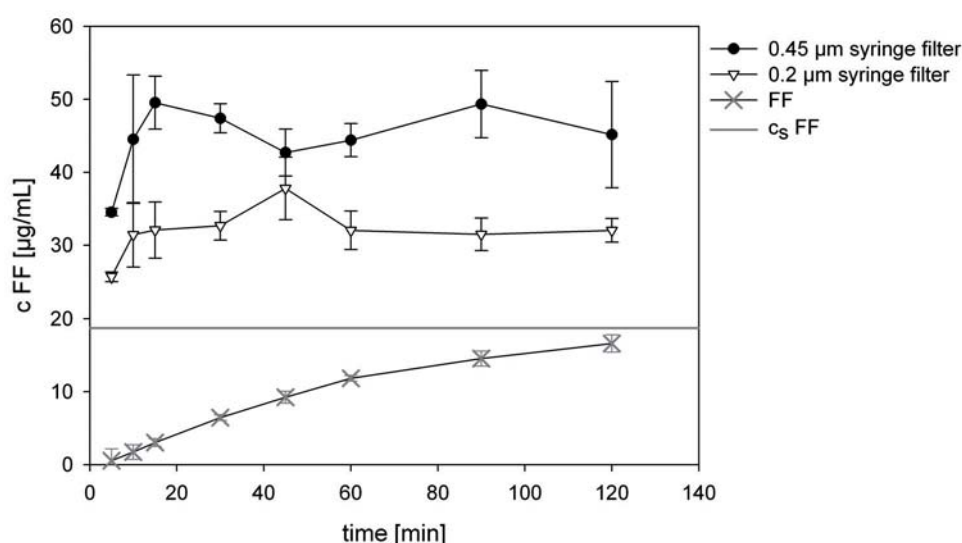 60
50
40
30
20
10
0
c FF [µg/mL]
0 20 40 60 80 100 120 140
time [min]
0.45 µm syringe filter
0.2 µm syringe filter
FF
cS FF